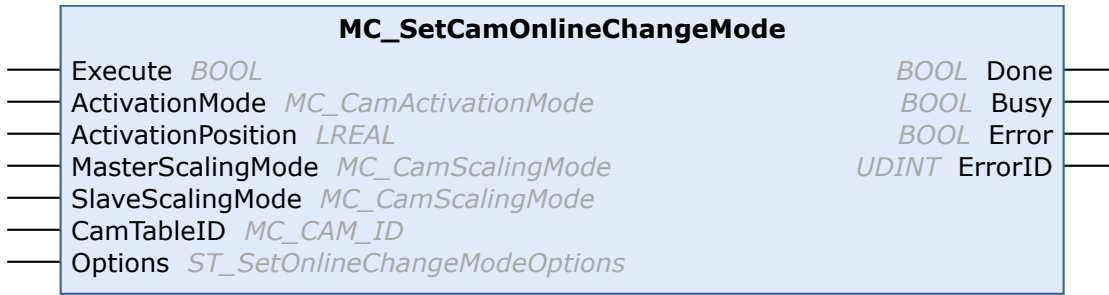 MC_SetCamOnlineChangeMode
Execute BOOL BOOL Done
ActivationMode MC_CamActivationMode BOOL Busy
ActivationPosition LREAL BOOL Error
MasterScalingMode MC_CamScalingMode UDINT ErrorID
SlaveScalingMode MC_CamScalingMode
CamTableID MC_CAM_ID
Options ST_SetOnlineChangeModeOptions